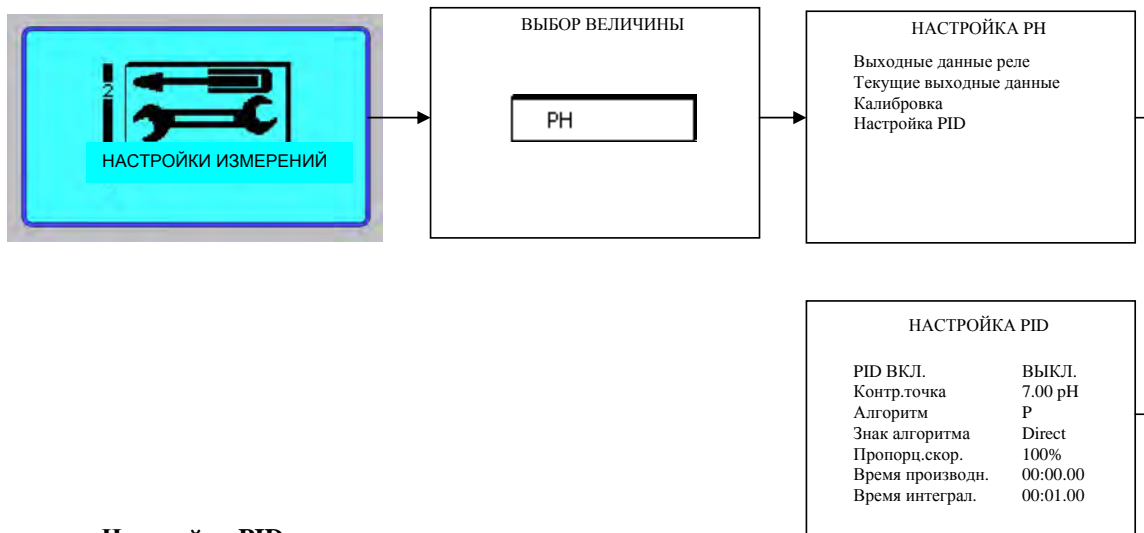 2
НАСТРОЙКИ ИЗМЕРЕНИЙ
ВЫБОР ВЕЛИЧИНЫ
PH
НАСТРОЙКА PH
Выходные данные реле
Текущие выходные данные
Калибровка
Настройка PID
НАСТРОЙКА PID
PID ВКЛ. ВЫКЛ.
Контр.точка 7.00 pH
Алгоритм P
Знак алгоритма Direct
Пропорц.скор. 100%
Время производн. 00:00.00
Время интеграл. 00:01.00